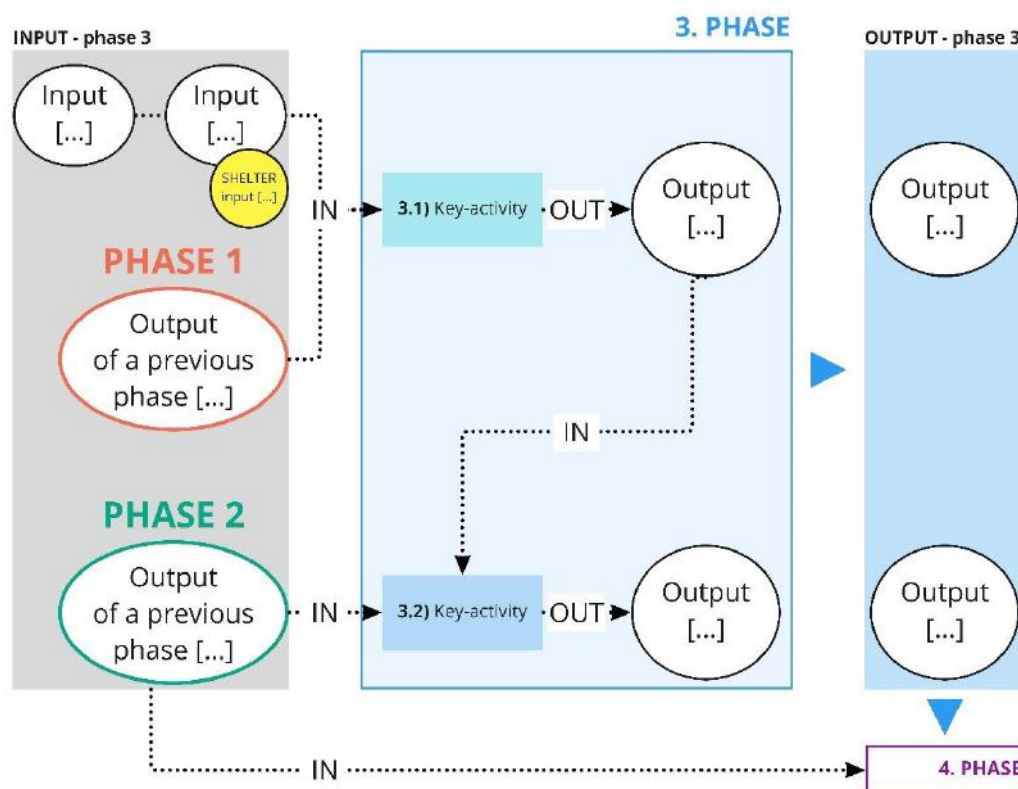 3. PHASE
INPUT - phase 3
OUTPUT - phase 3
Input
[...]
Input
[...]
SHELTER
input [...]
IN
3.1) Key-activity
OUT
Output
[...]
Output
[...]
PHASE 1
Output
of a previous
phase [...]
IN
PHASE 2
Output
of a previous
phase [...]
IN
3.2) Key-activity
OUT
Output
[...]
Output
[...]
IN
4. PHASE